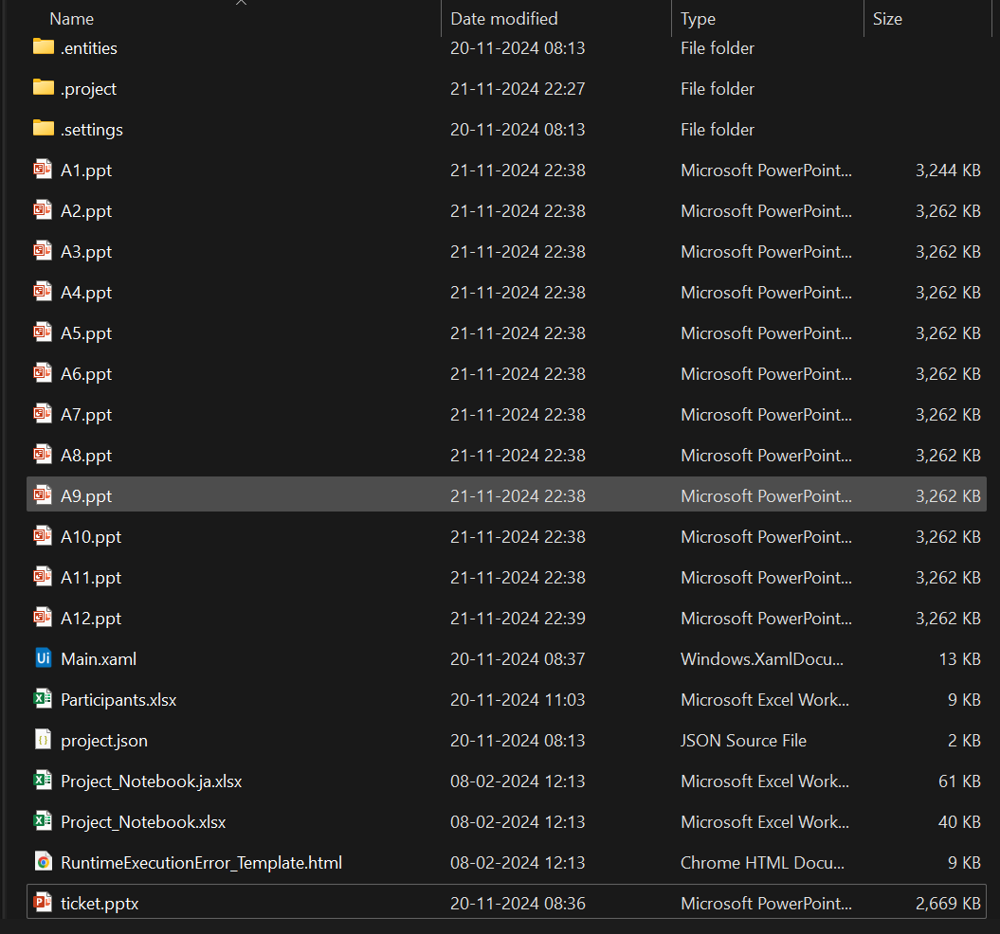 Name Date modified Type Size
.entities 20-11-2024 08:13 File folder
.project 21-11-2024 22:27 File folder
.settings 20-11-2024 08:13 File folder
A1.ppt 21-11-2024 22:38 Microsoft PowerPoint... 3,244 KB
A2.ppt 21-11-2024 22:38 Microsoft PowerPoint... 3,262 KB
A3.ppt 21-11-2024 22:38 Microsoft PowerPoint... 3,262 KB
A4.ppt 21-11-2024 22:38 Microsoft PowerPoint... 3,262 KB
A5.ppt 21-11-2024 22:38 Microsoft PowerPoint... 3,262 KB
A6.ppt 21-11-2024 22:38 Microsoft PowerPoint... 3,262 KB
A7.ppt 21-11-2024 22:38 Microsoft PowerPoint... 3,262 KB
A8.ppt 21-11-2024 22:38 Microsoft PowerPoint... 3,262 KB
A9.ppt 21-11-2024 22:38 Microsoft PowerPoint... 3,262 KB
A10.ppt 21-11-2024 22:38 Microsoft PowerPoint... 3,262 KB
A11.ppt 21-11-2024 22:38 Microsoft PowerPoint... 3,262 KB
A12.ppt 21-11-2024 22:39 Microsoft PowerPoint... 3,262 KB
Ui Main.xaml 20-11-2024 08:37 Windows.XamlDocu... 13 KB
Participants.xlsx 20-11-2024 11:03 Microsoft Excel Work... 9 KB
project.json 20-11-2024 08:13 JSON Source File 2 KB
Project_Notebook.ja.xlsx 08-02-2024 12:13 Microsoft Excel Work... 61 KB
Project_Notebook.xlsx 08-02-2024 12:13 Microsoft Excel Work... 40 KB
RuntimeExecutionError_Template.html 08-02-2024 12:13 Chrome HTML Docu... 9 KB
ticket.pptx 20-11-2024 08:36 Microsoft PowerPoint... 2,669 KB